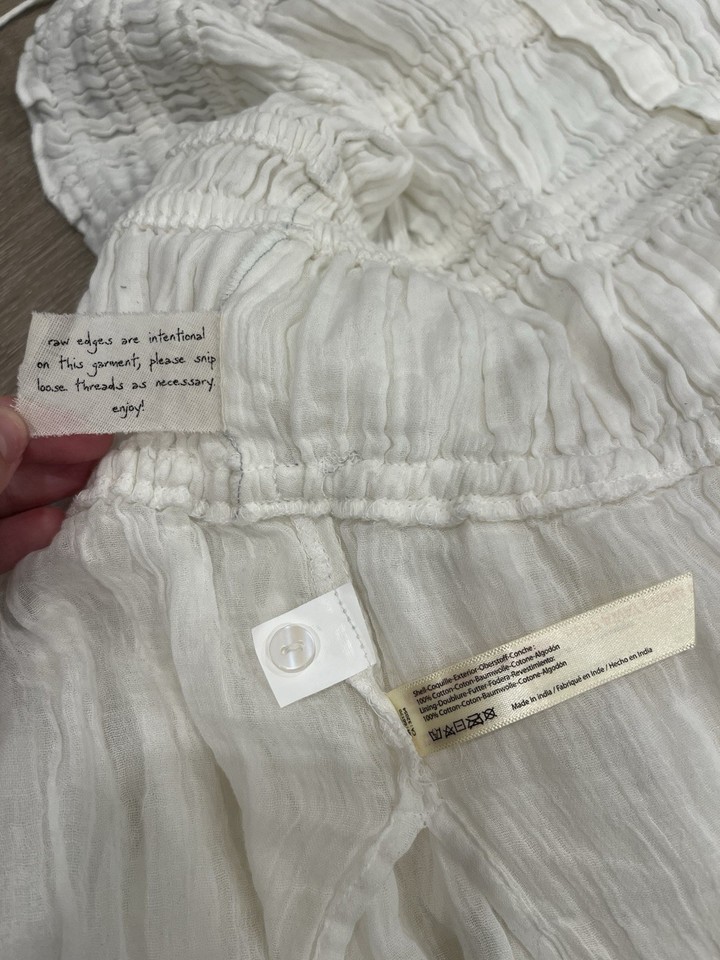 raw edges are intentional
on this garment, please snip
loose threads as necessary.
enjoy!
Shell-Coquille-Exterior-Oberstoff-Conche:
100% Cotton-Coton-Baumwolle-Cotone-Algodón
Lining-Doublure-Futter-Fodera-Revestimiento:
100% Cotton-Coton-Baumwolle-Cotone-Algodón
Made in India / Fabriqué en Inde / Hecho en India